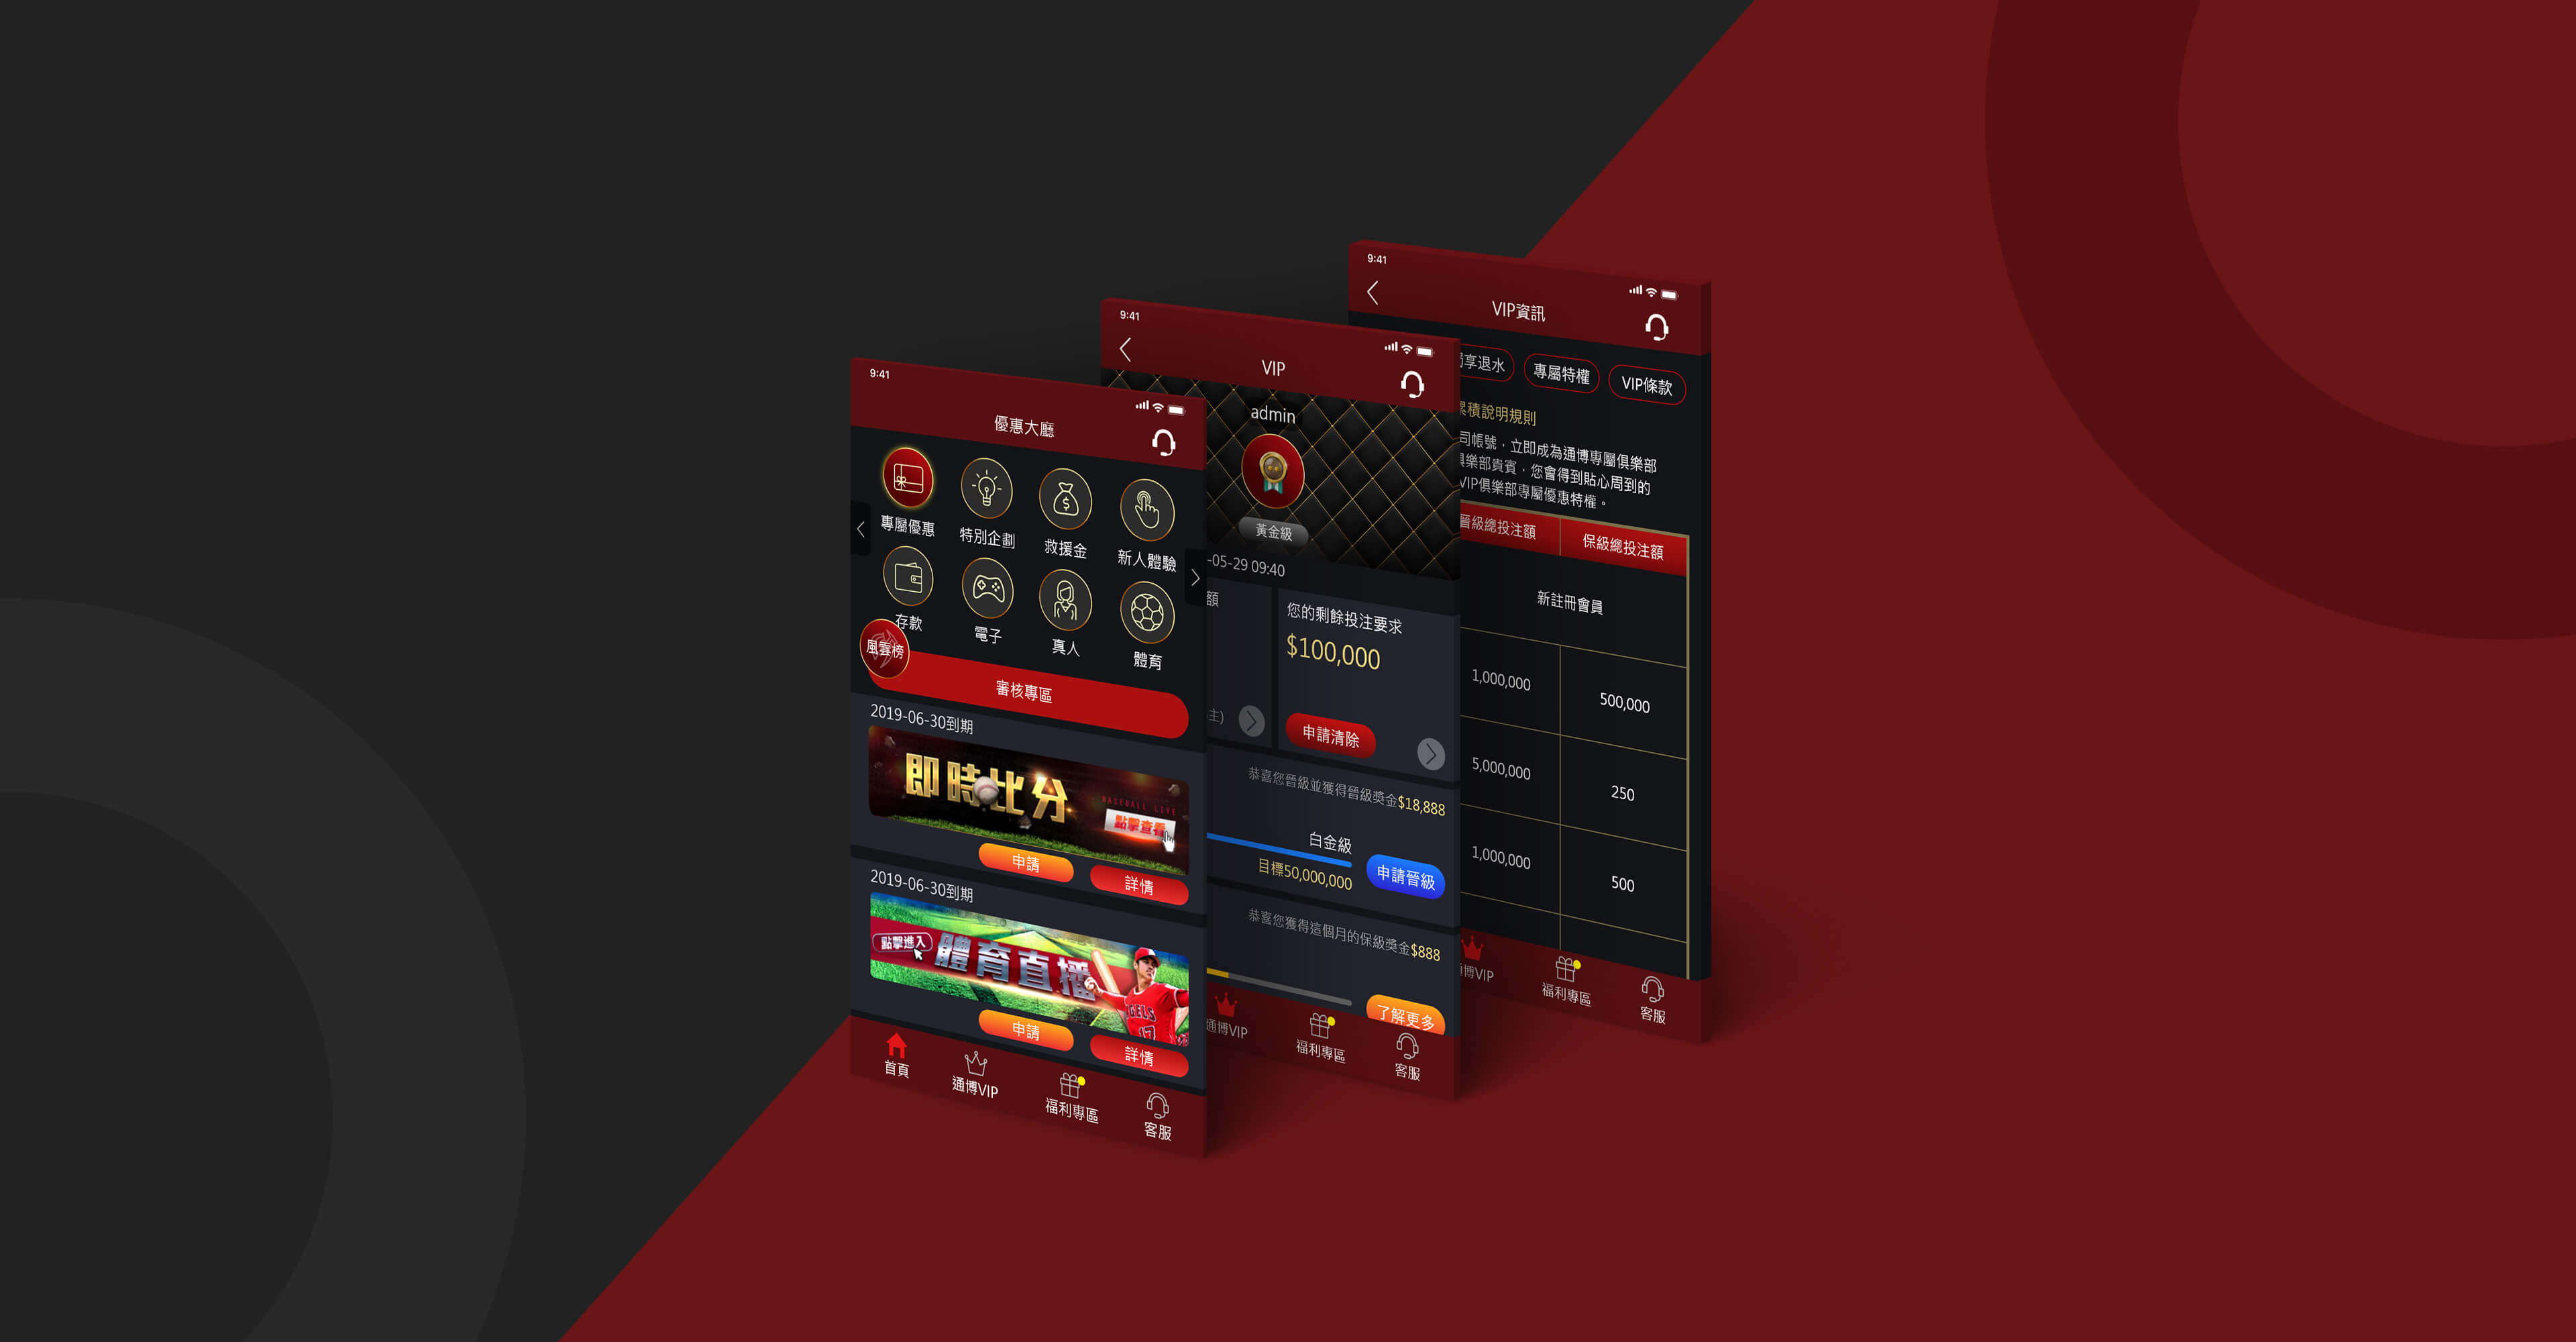 9:41
優惠大廳
專屬優惠
特別企劃
救援金
新人體驗
存款
電子
真人
體育
風雲榜
審核專區
2019-06-30到期
即時比分
BASEBALL LIVE
點擊查看
申請
詳情
2019-06-30到期
點擊進入
體育直播
17
申請
詳情
首頁
通博VIP
福利專區
客服
9:41
VIP
admin
黃金級
-05-29 09:40
額
您的剩餘投注要求
$100,000
主)
申請清除
恭喜您晉級並獲得晉級獎金$18,888
白金級
目標50,000,000
申請晉級
恭喜您獲得這個月的保級獎金$888
了解更多
通博VIP
福利專區
客服
9:41
VIP資訊
享退水
專屬特權
VIP條款
累積說明規則
司帳號，立即成為通博專屬俱樂部
俱樂部貴賓，您會得到貼心周到的
VIP俱樂部專屬優惠特權。
晉級總投注額
保級總投注額
新註冊會員
1,000,000
500,000
5,000,000
250
1,000,000
500
博VIP
福利專區
客服